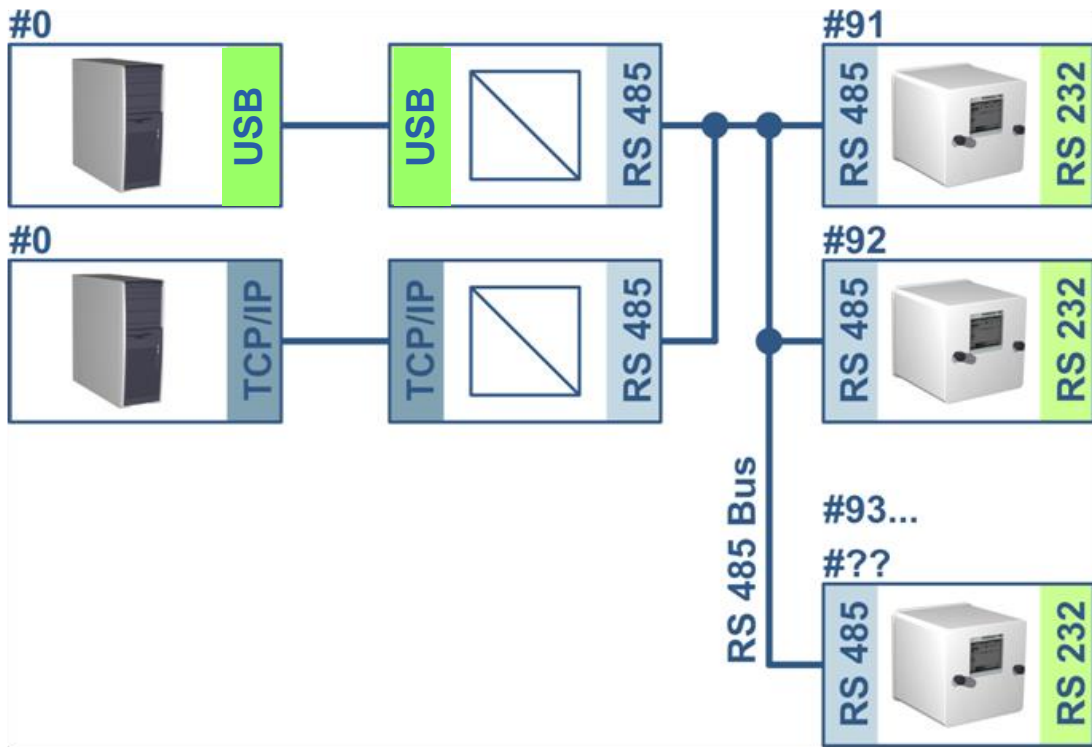 #0
USB
USB
RS 485
#91
RS 485
RS 232
#0
TCP/IP
TCP/IP
RS 485
#92
RS 485
RS 232
RS 485 Bus
#93...
#??
RS 485
RS 232